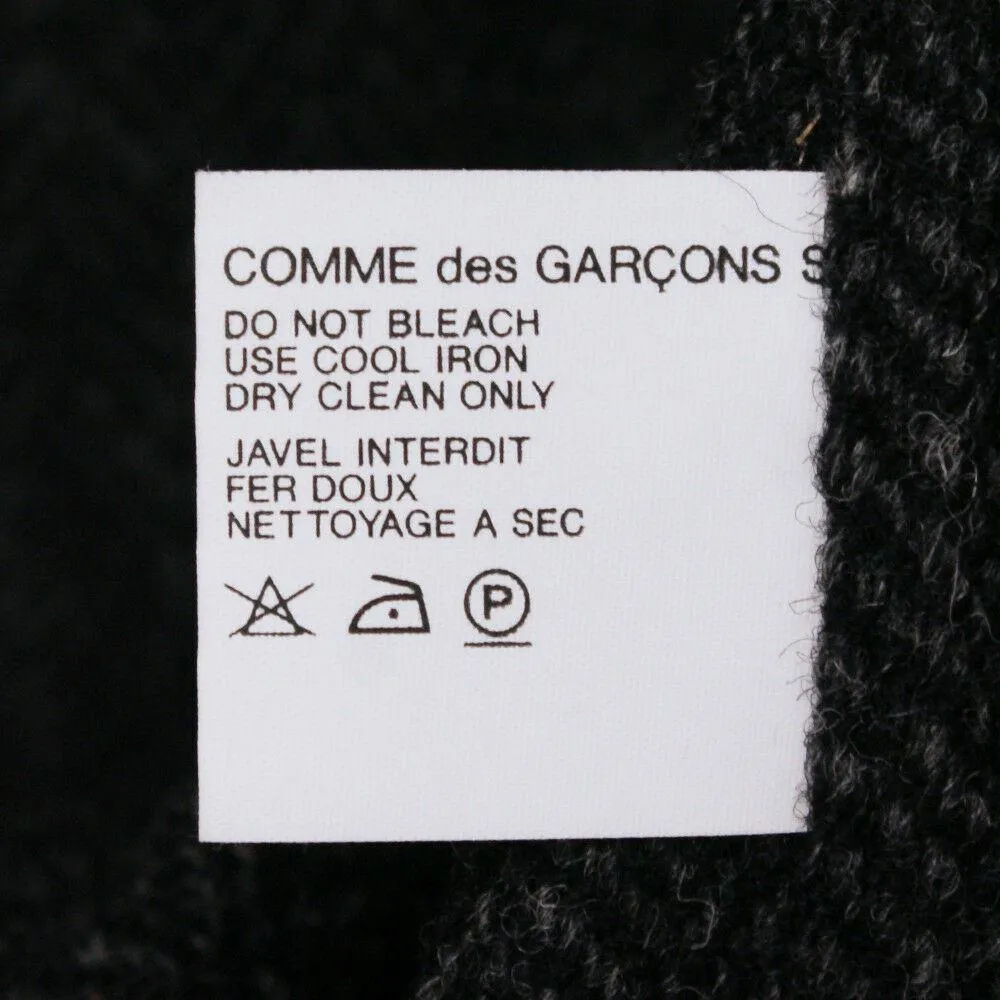 COMME des GARÇONS S
DO NOT BLEACH
USE COOL IRON
DRY CLEAN ONLY
JAVEL INTERDIT
FER DOUX
NETTOYAGE A SEC
P